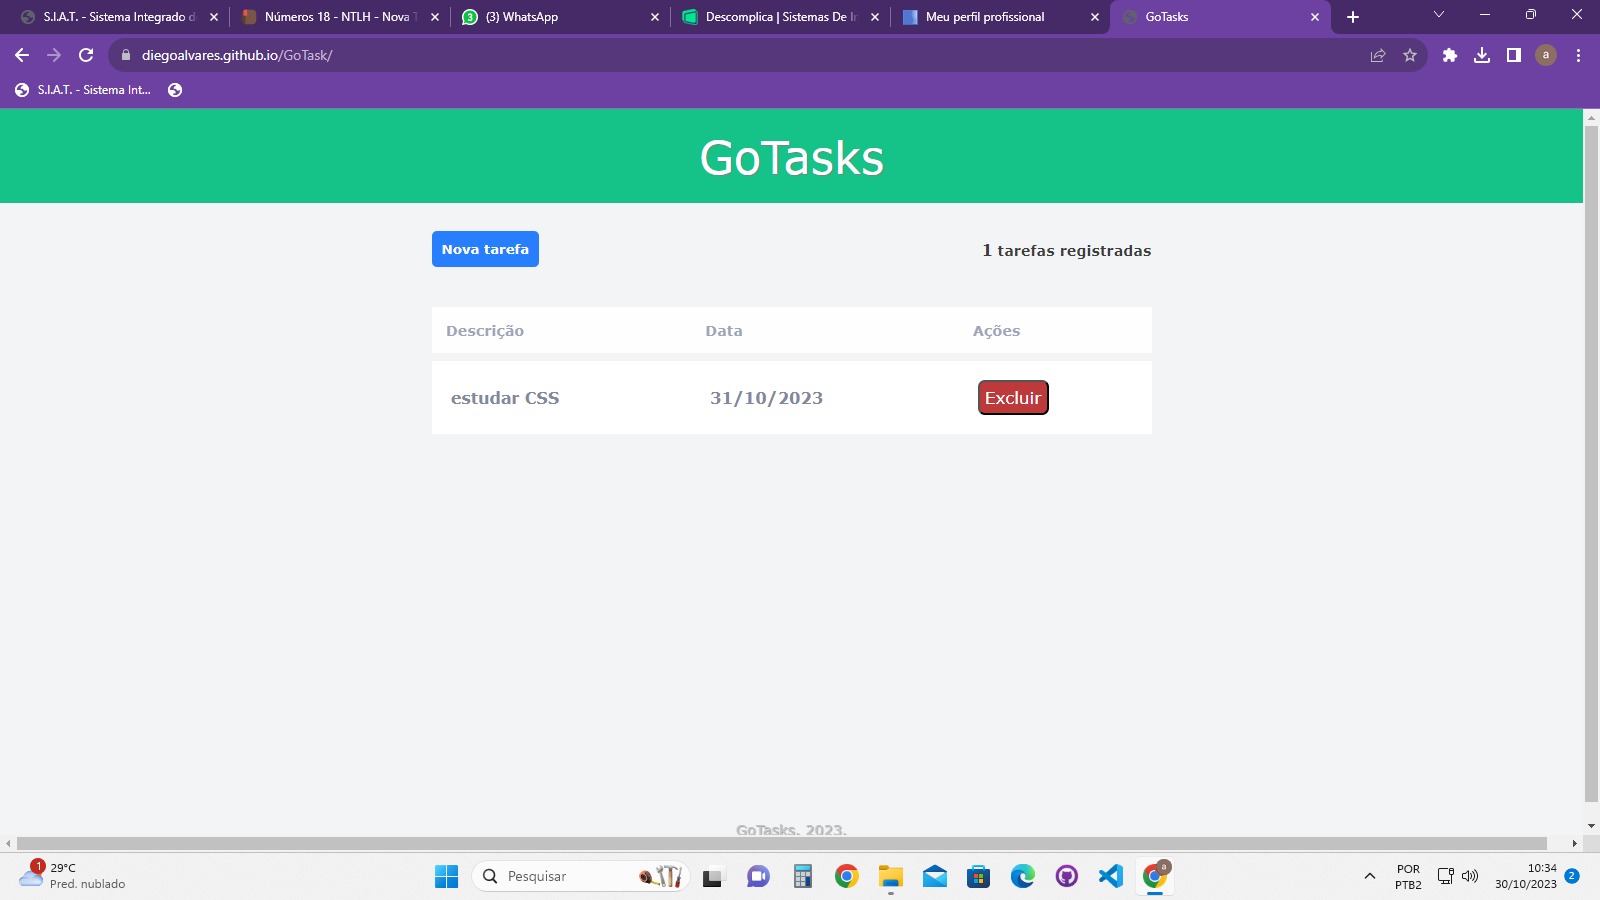 S.I.A.T. - Sistema Integrado d
Números 18 - NTLH - Nova T
(3) WhatsApp
Descomplica | Sistemas De In
Meu perfil profissional
GoTasks
diegoalvares.github.io/GoTask/
a
S.I.A.T. - Sistema Int...
GoTasks
Nova tarefa
1 tarefas registradas
Descrição Data Ações
estudar CSS 31/10/2023 Excluir
GoTasks. 2023.
1
29°C
Pred. nublado
Pesquisar
a
POR
PTB2
10:34
30/10/2023
2